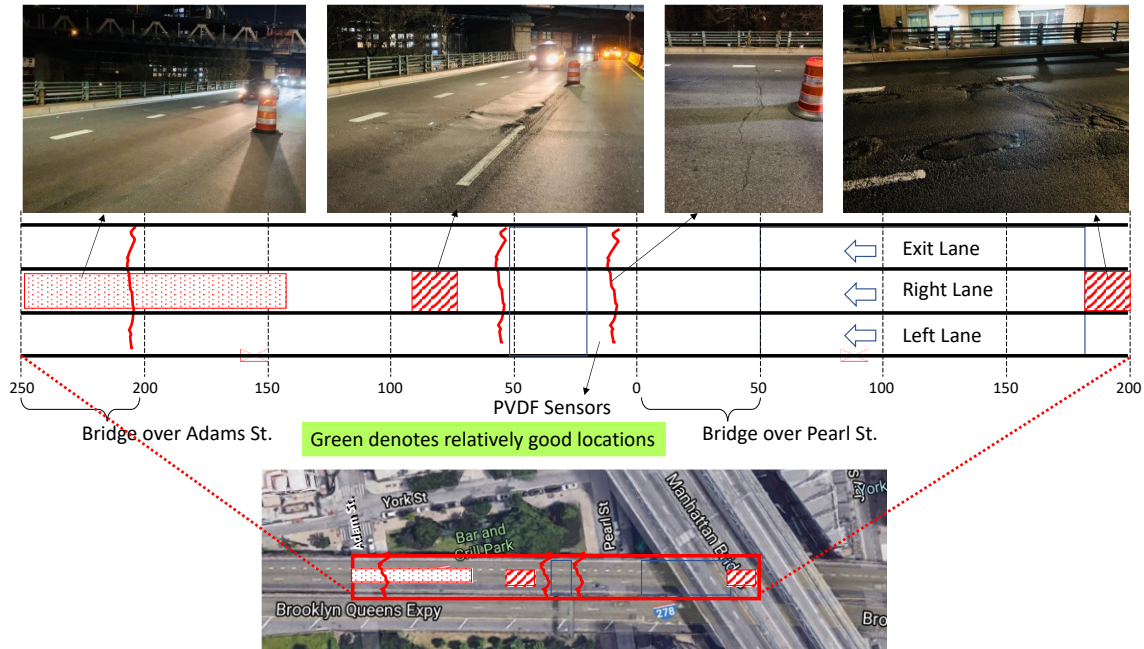 Exit Lane
Right Lane
Left Lane
250 200 150 100 50 0 50 100 150 200
PVDF Sensors
Bridge over Adams St.
Bridge over Pearl St.
Green denotes relatively good locations
York St
Adam St.
Bar and
Grill Park
Pearl St
Manhattan Bridge
York
Brooklyn Queens Expy
278
Bro